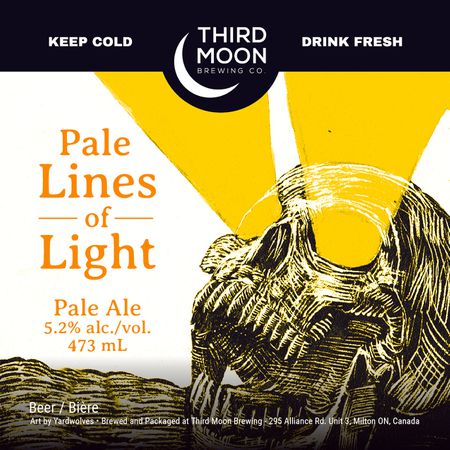 KEEP COLD
THIRD
MOON
BREWING CO.
DRINK FRESH
Pale
Lines
of
Light
Pale Ale
5.2% alc./vol.
473 mL
Beer / Bière
Art by Yardwolves • Brewed and Packaged at Third Moon Brewing - 295 Alliance Rd. Unit 3, Milton ON, Canada